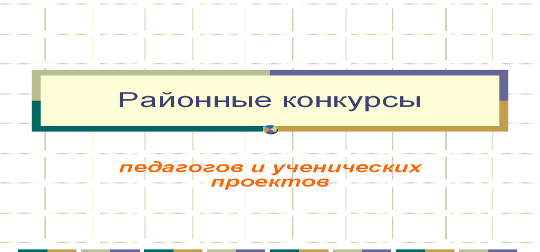 Районные конкурсы
педагогов и ученических
проектов